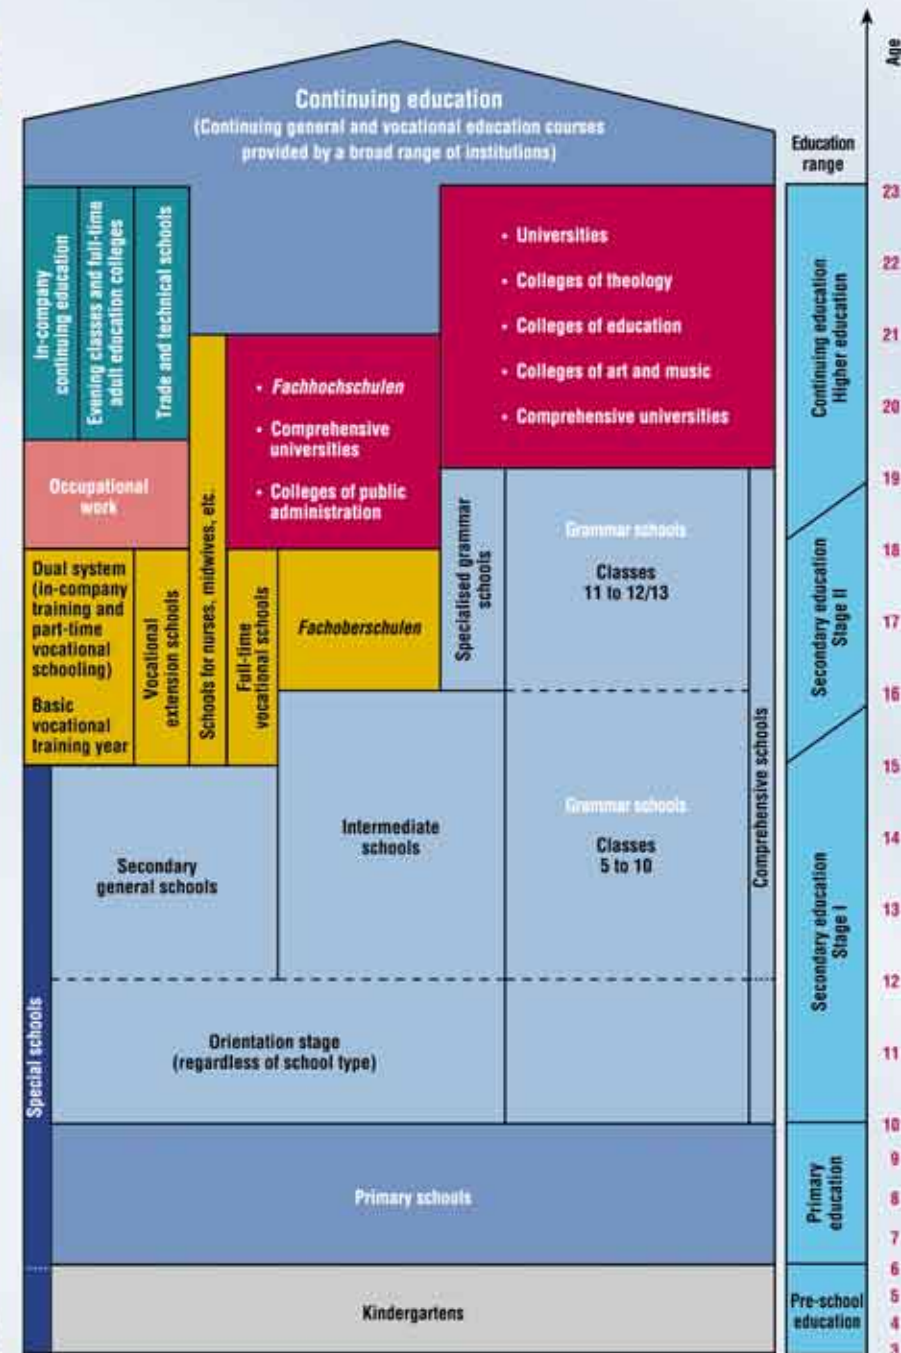 Age
Continuing education
(Continuing general and vocational education courses
provided by a broad range of institutions)
Education
range
23
22
21
20
19
18
17
16
15
14
13
12
11
10
9
8
7
6
5
4
3
In-company
continuing education
Evening classes and full-time
adult education colleges
Trade and technical schools
• Universities
• Colleges of theology
• Colleges of education
• Colleges of art and music
• Comprehensive universities
Continuing education
Higher education
• Fachhochschulen
• Comprehensive
universities
• Colleges of public
administration
Occupational
work
Schools for nurses, midwives, etc.
Dual system
(in-company
training and
part-time
vocational
schooling)
Basic
vocational
training year
Vocational
extension schools
Full-time
vocational schools
Fachoberschulen
Specialised grammar
schools
Grammar schools
Classes
11 to 12/13
Secondary education
Stage II
Secondary
general schools
Intermediate
schools
Grammar schools
Classes
5 to 10
Comprehensive schools
Secondary education
Stage I
Special schools
Orientation stage
(regardless of school type)
Primary schools
Primary
education
Kindergartens
Pre-school
education